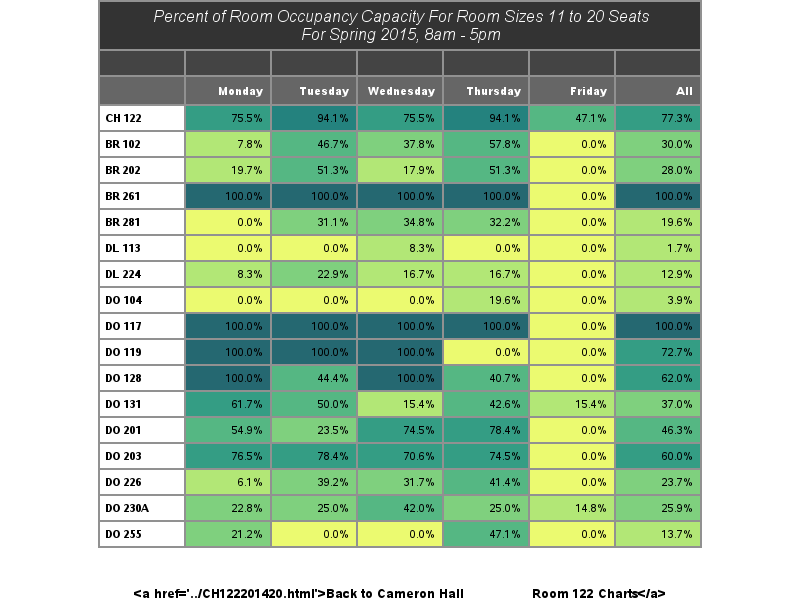 Percent of Room Occupancy Capacity For Room Sizes 11 to 20 Seats
For Spring 2015, 8am - 5pm
Monday Tuesday Wednesday Thursday Friday All
CH 122 75.5% 94.1% 75.5% 94.1% 47.1% 77.3%
BR 102 7.8% 46.7% 37.8% 57.8% 0.0% 30.0%
BR 202 19.7% 51.3% 17.9% 51.3% 0.0% 28.0%
BR 261 100.0% 100.0% 100.0% 100.0% 0.0% 100.0%
BR 281 0.0% 31.1% 34.8% 32.2% 0.0% 19.6%
DL 113 0.0% 0.0% 8.3% 0.0% 0.0% 1.7%
DL 224 8.3% 22.9% 16.7% 16.7% 0.0% 12.9%
DO 104 0.0% 0.0% 0.0% 19.6% 0.0% 3.9%
DO 117 100.0% 100.0% 100.0% 100.0% 0.0% 100.0%
DO 119 100.0% 100.0% 100.0% 0.0% 0.0% 72.7%
DO 128 100.0% 44.4% 100.0% 40.7% 0.0% 62.0%
DO 131 61.7% 50.0% 15.4% 42.6% 15.4% 37.0%
DO 201 54.9% 23.5% 74.5% 78.4% 0.0% 46.3%
DO 203 76.5% 78.4% 70.6% 74.5% 0.0% 60.0%
DO 226 6.1% 39.2% 31.7% 41.4% 0.0% 23.7%
DO 230A 22.8% 25.0% 42.0% 25.0% 14.8% 25.9%
DO 255 21.2% 0.0% 0.0% 47.1% 0.0% 13.7%
<a href='../CH122201420.html'>Back to Cameron Hall Room 122 Charts</a>